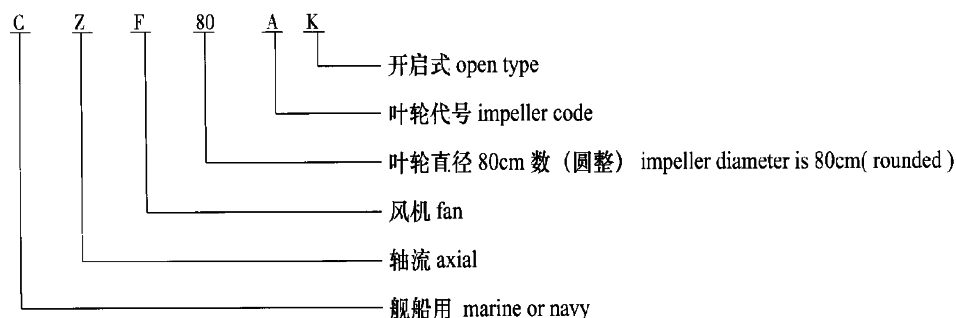 C Z F 80 A K
开启式 open type
叶轮代号 impeller code
叶轮直径 80cm 数（圆整） impeller diameter is 80cm( rounded )
风机 fan
轴流 axial
舰船用 marine or navy